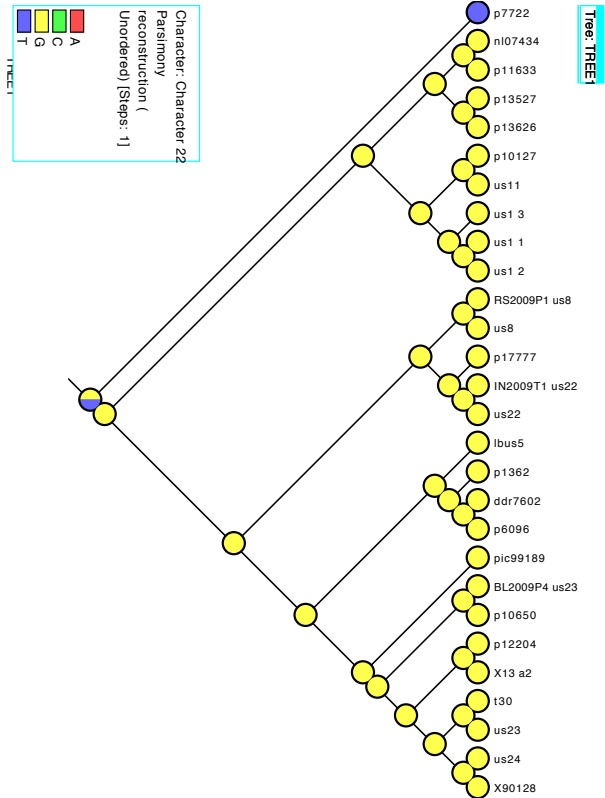 Tree: TREE1
Character: Character 22
Parsimony
reconstruction (
Unordered) [Steps: 1]
A
C
G
T
p7722
nl07434
p11633
p13527
p13626
p10127
us11
us1 3
us1 1
us1 2
RS2009P1 us8
us8
p17777
IN2009T1 us22
us22
lbus5
p1362
ddr7602
p6096
pic99189
BL2009P4 us23
p10650
p12204
X13 a2
t30
us23
us24
X90128